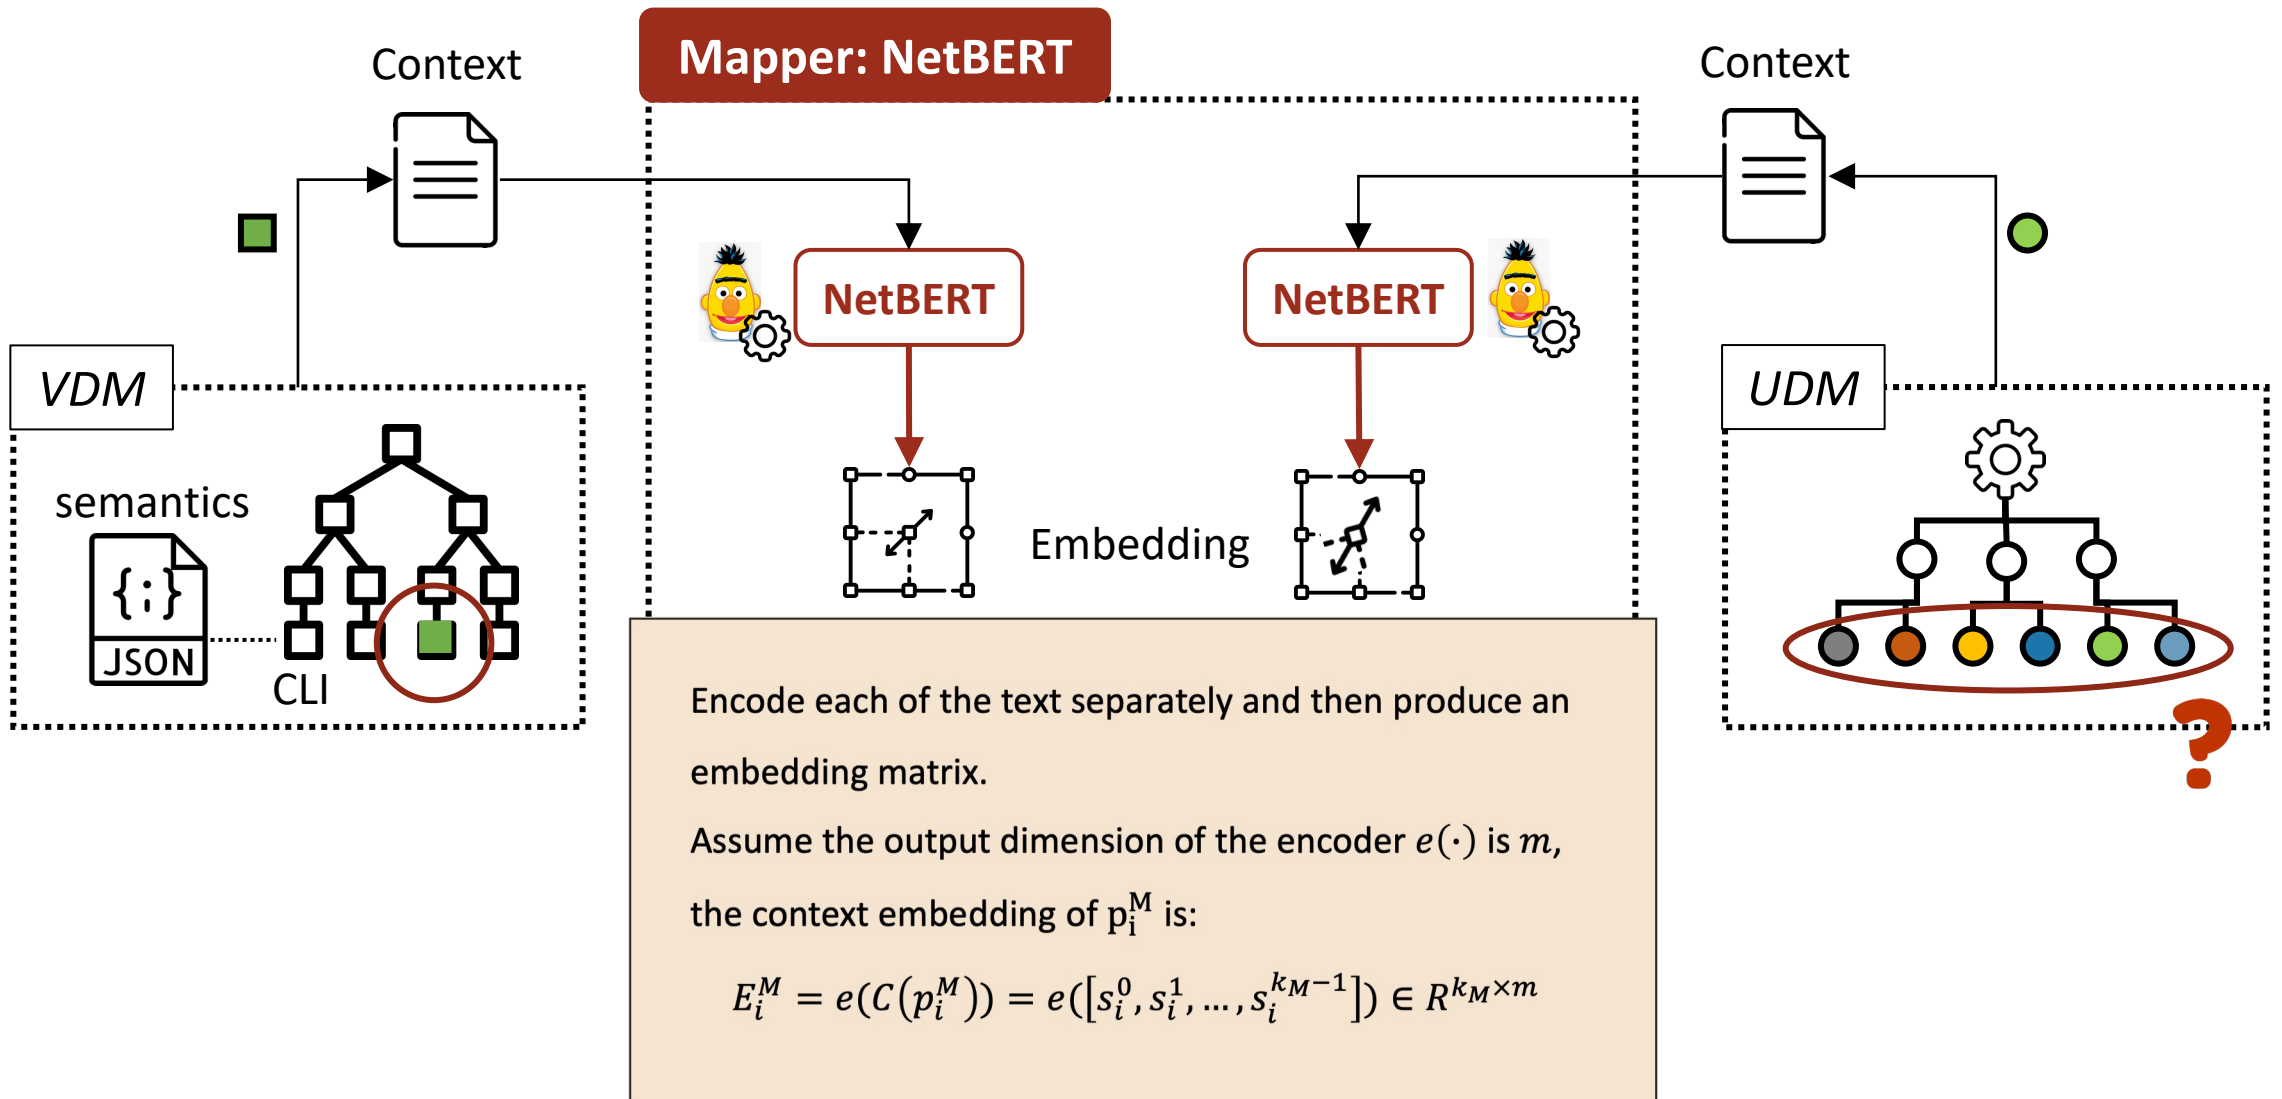 Mapper: NetBERT
Context
Context
NetBERT
NetBERT
VDM
UDM
semantics
{;}
JSON
CLI
Embedding
?
Encode each of the text separately and then produce an
embedding matrix.
Assume the output dimension of the encoder e(·) is m,
the context embedding of p_i^M is:
E_i^M = e(C(p_i^M)) = e([s_i^0, s_i^1, …, s_i^{k_M−1}]) ∈ R^{k_M×m}